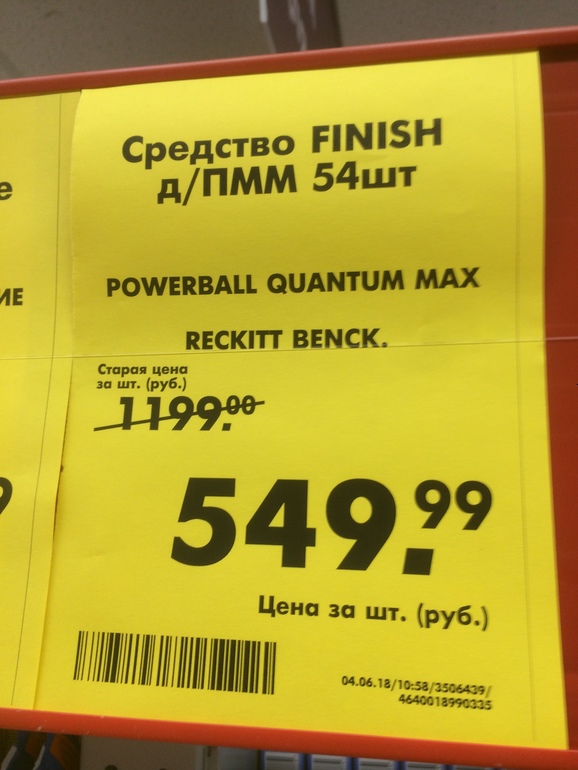 Средство FINISH
д/ПММ 54шт
POWERBALL QUANTUM MAX
RECKITT BENCK.
Старая цена
за шт. (руб.)
1199.00
549.99
Цена за шт. (руб.)
04.06.18/10:58/3506439/
4640018990335